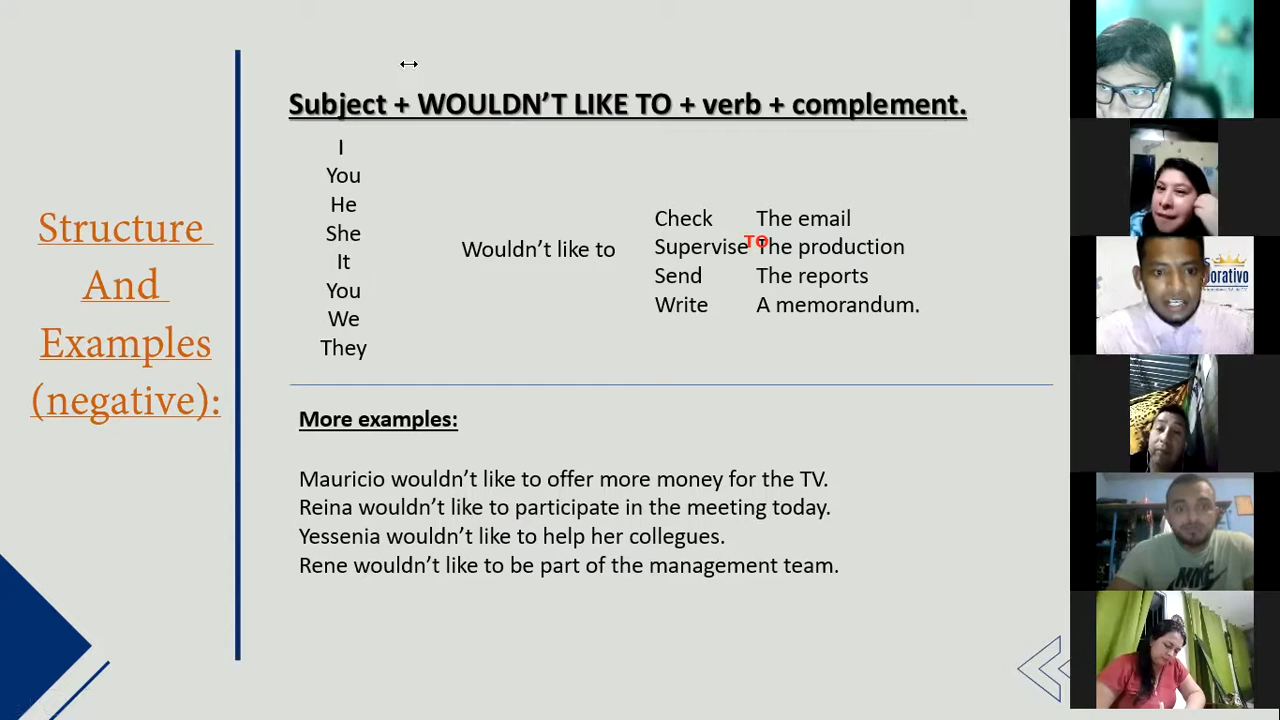 Structure
And
Examples
(negative):
Subject + WOULDN'T LIKE TO + verb + complement.
I
You
He
She
It
You
We
They
Wouldn't like to
Check The email
Supervise The production
TO
Send The reports
Write A memorandum.
More examples:
Mauricio wouldn't like to offer more money for the TV.
Reina wouldn't like to participate in the meeting today.
Yessenia wouldn't like to help her collegues.
Rene wouldn't like to be part of the management team.
NIKE